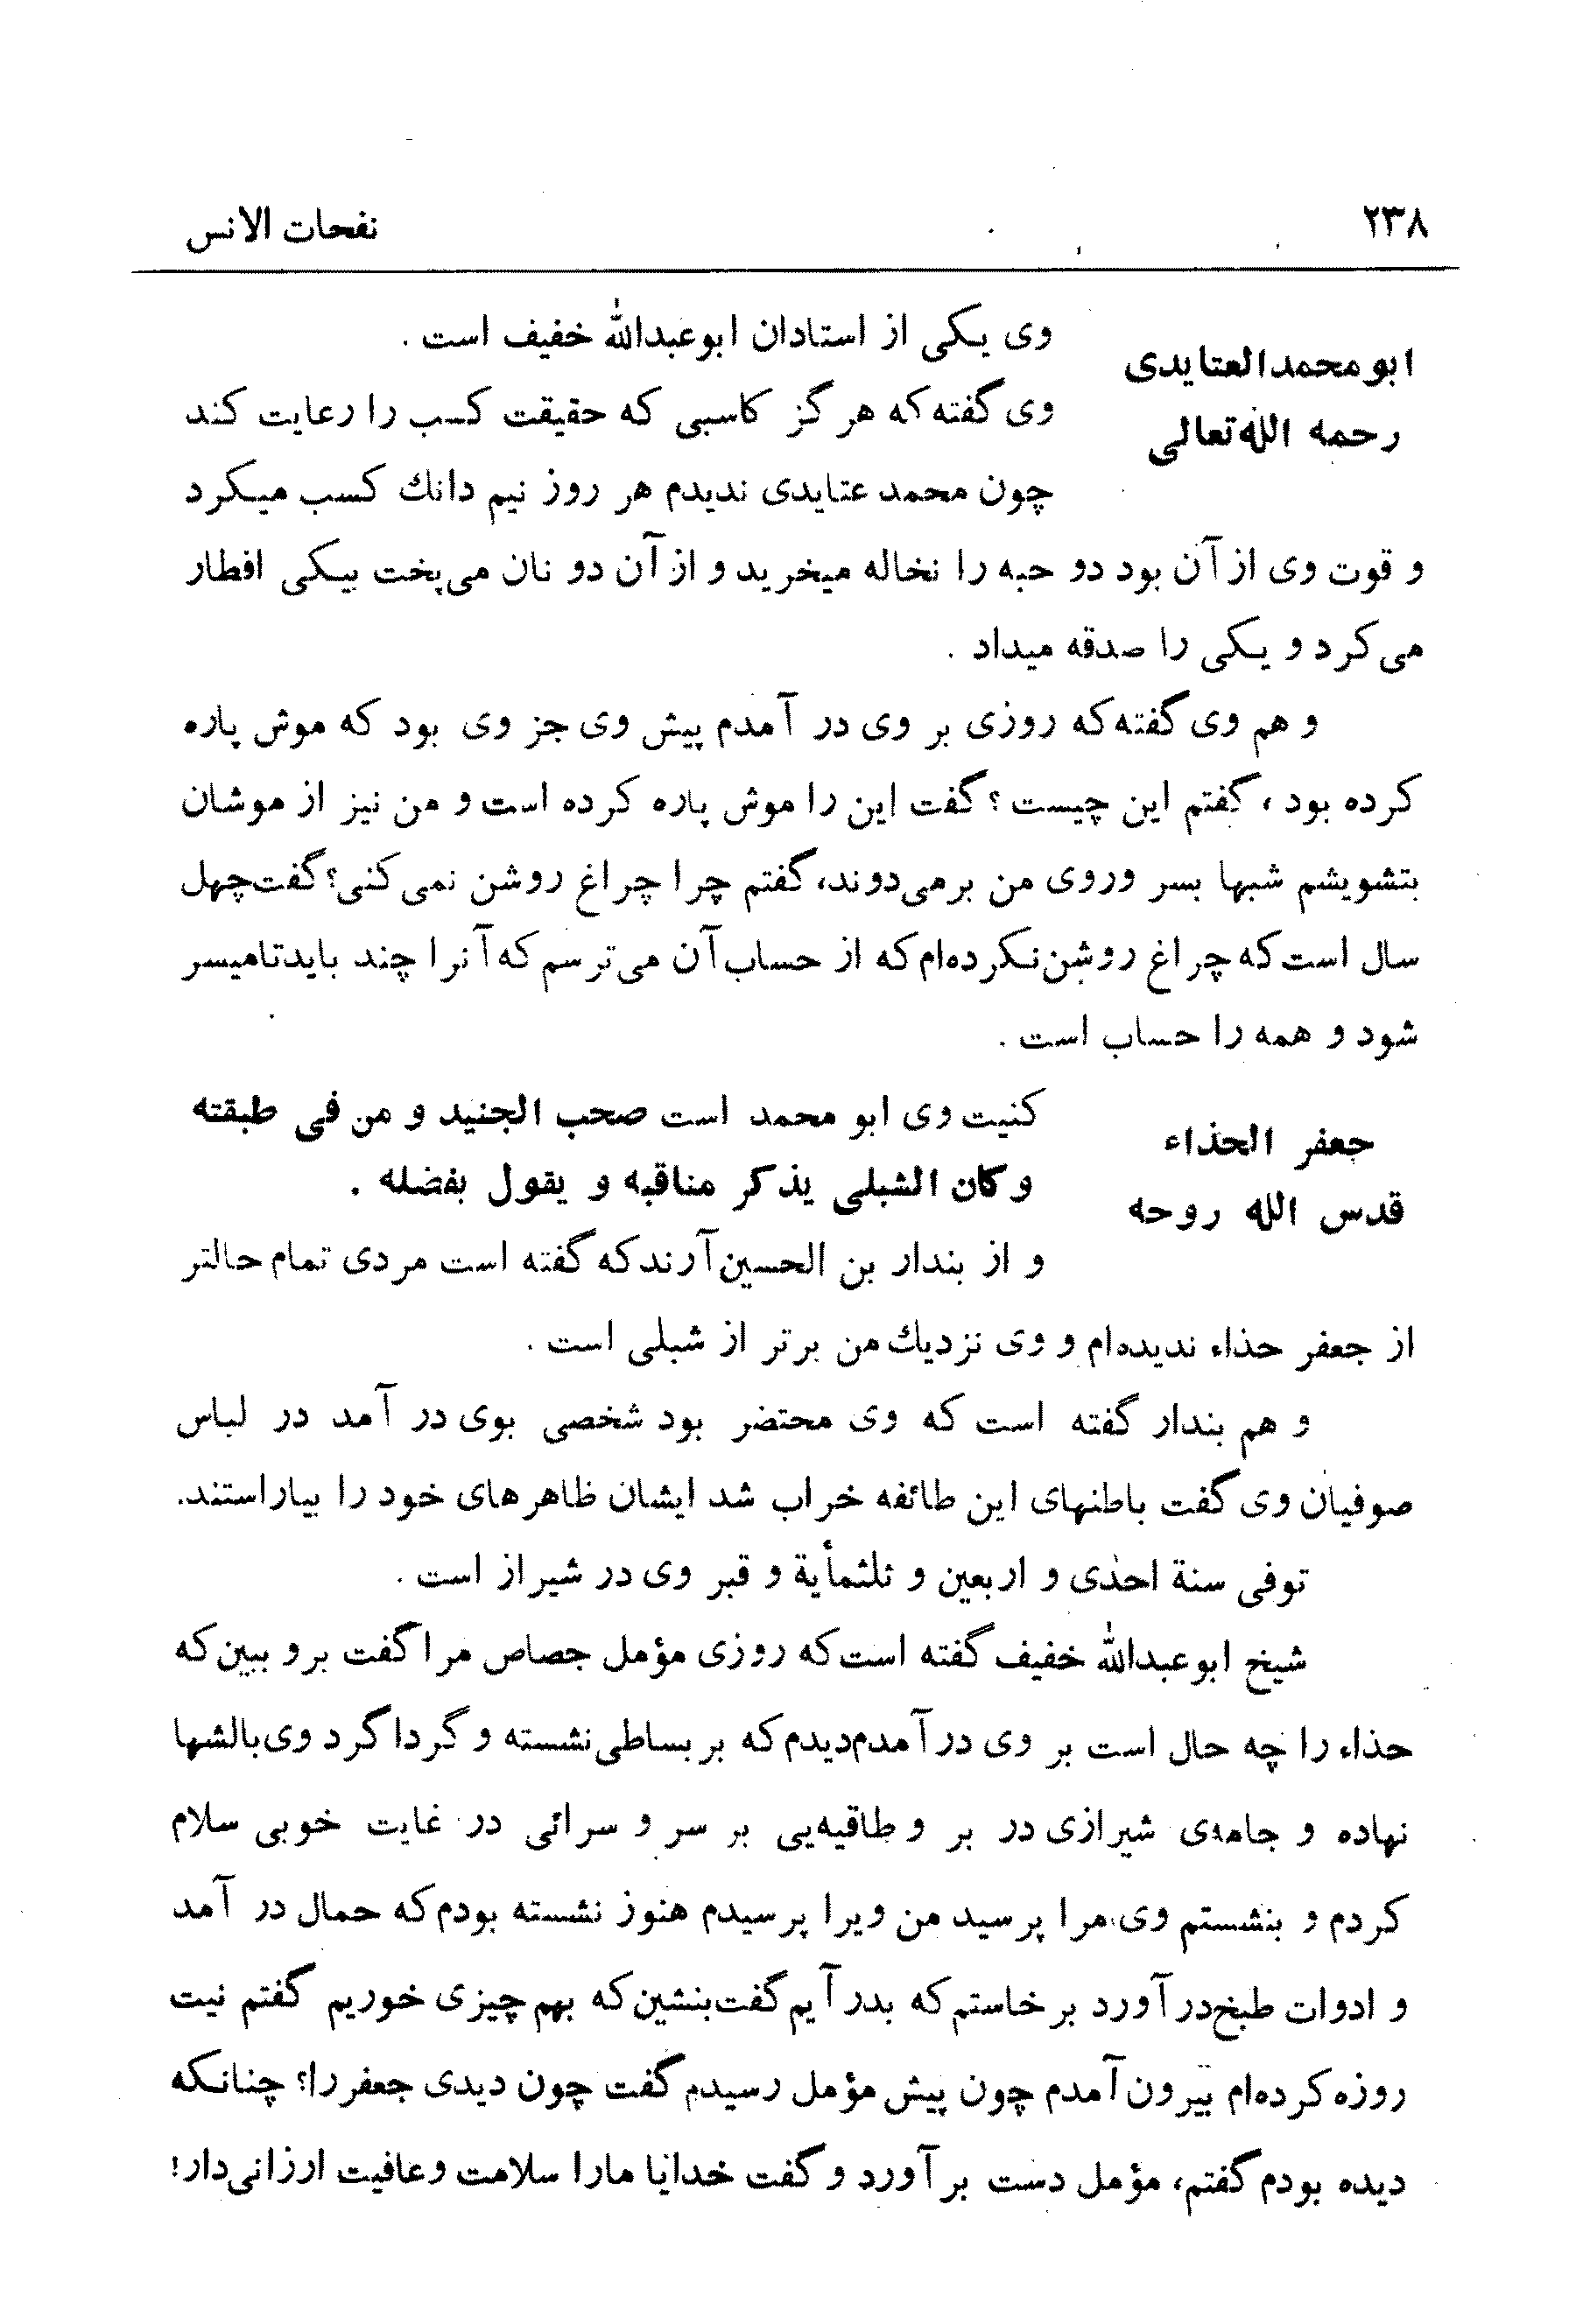 ۲۳۸
نفحات الانس
ابو محمد العتایدی
رحمه الله تعالی
وی یکی از استادان ابوعبدالله خفیف است .
وی گفته که هر گز کاسبی که حقیقت کسب را رعایت کند
چون محمد عتایدی ندیدم هر روز نیم دانك کسب میکرد
و قوت وی از آن بود دو حبه را نخاله میخرید و از آن دو نان می‌پخت بیکی افطار
می‌کرد و یکی را صدقه میداد .
و هم وی گفته که روزی بر وی در آمدم پیش وی جز وی بود که موش پاره
کرده بود ، گفتم این چیست ؟ گفت این را موش پاره کرده است و من نیز از موشان
بتشویشم شبها بسر وروی من برمی‌دوند، گفتم چرا چراغ روشن نمی‌کنی؟ گفت چهل
سال است که چراغ روشن نکرده‌ام که از حساب آن می‌ترسم که آنرا چند بایدتامیسر
شود و همه را حساب است .
جعفر الحذاء
قدس الله روحه
کنیت وی ابو محمد است صحب الجنید و من فی طبقته
و کان الشبلی یذکر مناقبه و یقول بفضله .
و از بندار بن الحسین آرندکه گفته است مردی تمام حالتر
از جعفر حذاء ندیده‌ام و وی نزدیك من برتر از شبلی است .
و هم بندار گفته است که وی محتضر بود شخصی بوی در آمد در لباس
صوفیان وی گفت باطنهای این طائفه خراب شد ایشان ظاهرهای خود را بیاراستند.
توفی سنة احدی و اربعین و ثلثمأیة و قبر وی در شیراز است .
شیخ ابوعبدالله خفیف گفته است که روزی مؤمل جصاص مرا گفت برو ببین که
حذاء را چه حال است بر وی در آمدم‌دیدم که بر بساطی نشسته و گردا گرد وی بالشها
نهاده و جامه‌ی شیرازی در بر و طاقیه‌یی بر سر و سرائی در غایت خوبی سلام
کردم و بنشستم وی مرا پرسید من ویرا پرسیدم هنوز نشسته بودم که حمال در آمد
و ادوات طبخ در آورد برخاستم که بدر آیم گفت بنشین که بهم چیزی خوریم گفتم نیت
روزه کرده‌ام بیرون آمدم چون پیش مؤمل رسیدم گفت چون دیدی جعفر را؟ چنانکه
دیده بودم گفتم، مؤمل دست بر آورد و گفت خدایا مارا سلامت وعافیت ارزانی‌دار!